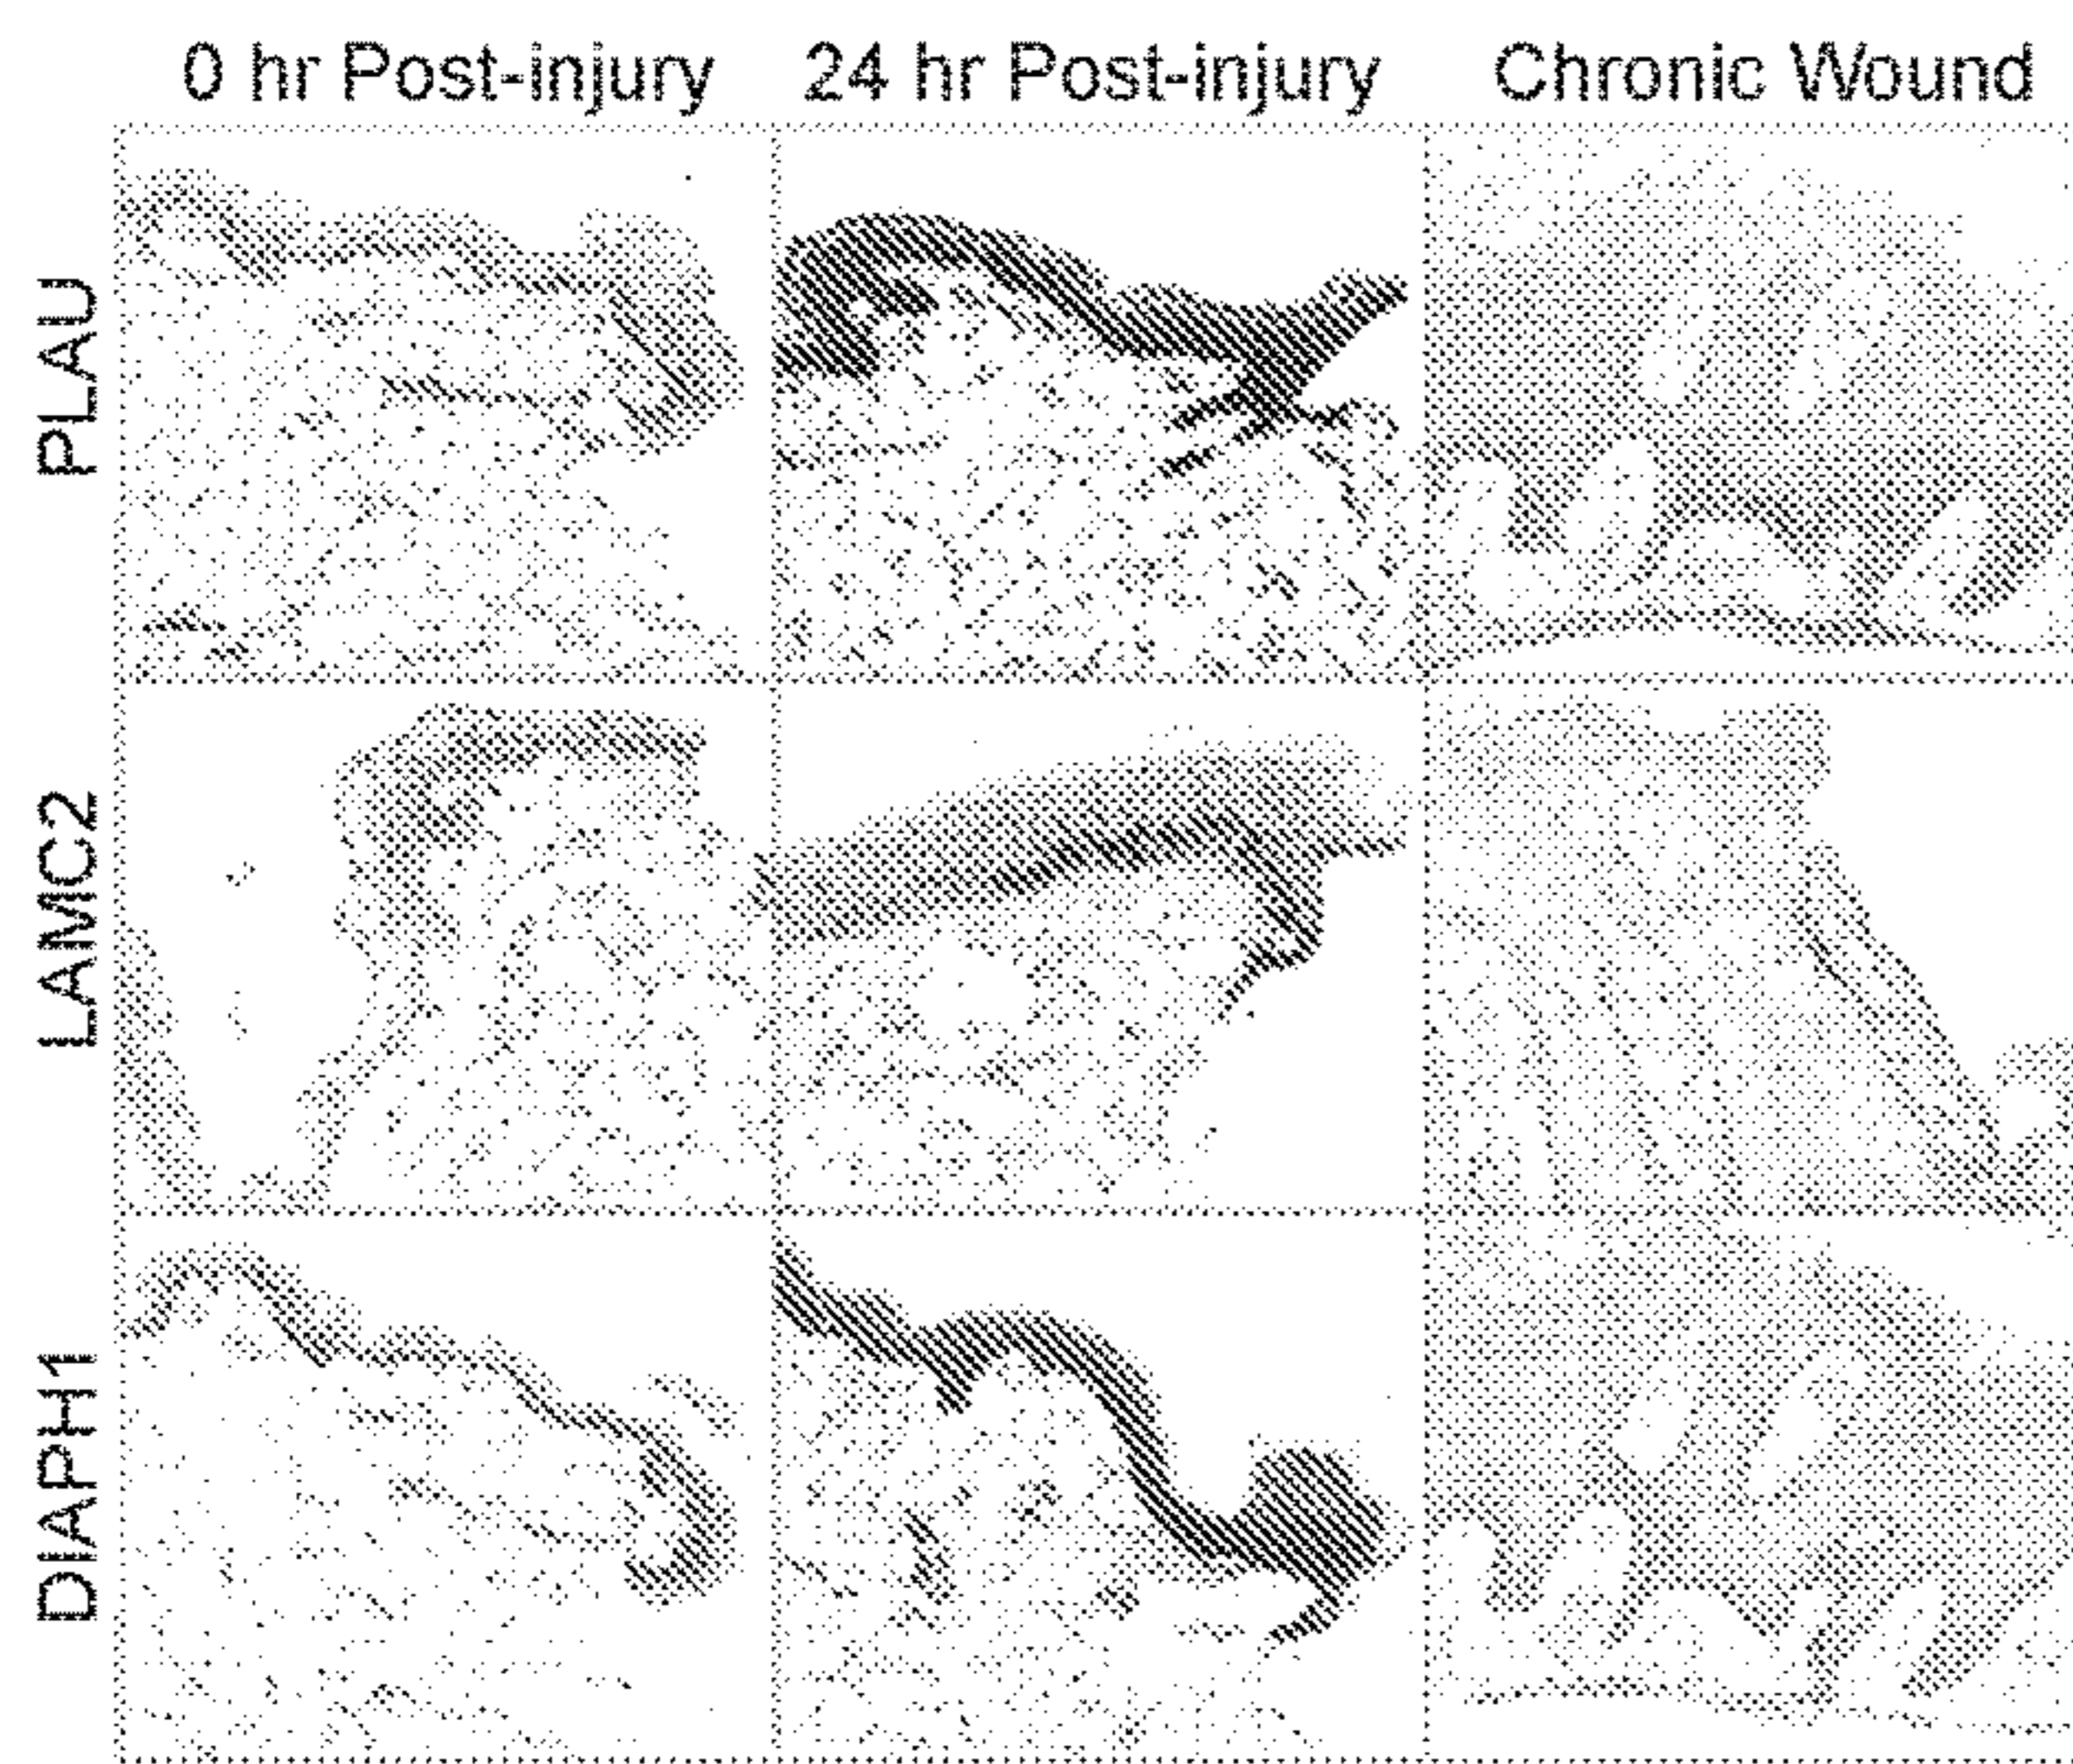 0 hr Post-injury 24 hr Post-injury Chronic Wound
PLAU
LAMC2
DIAPH1